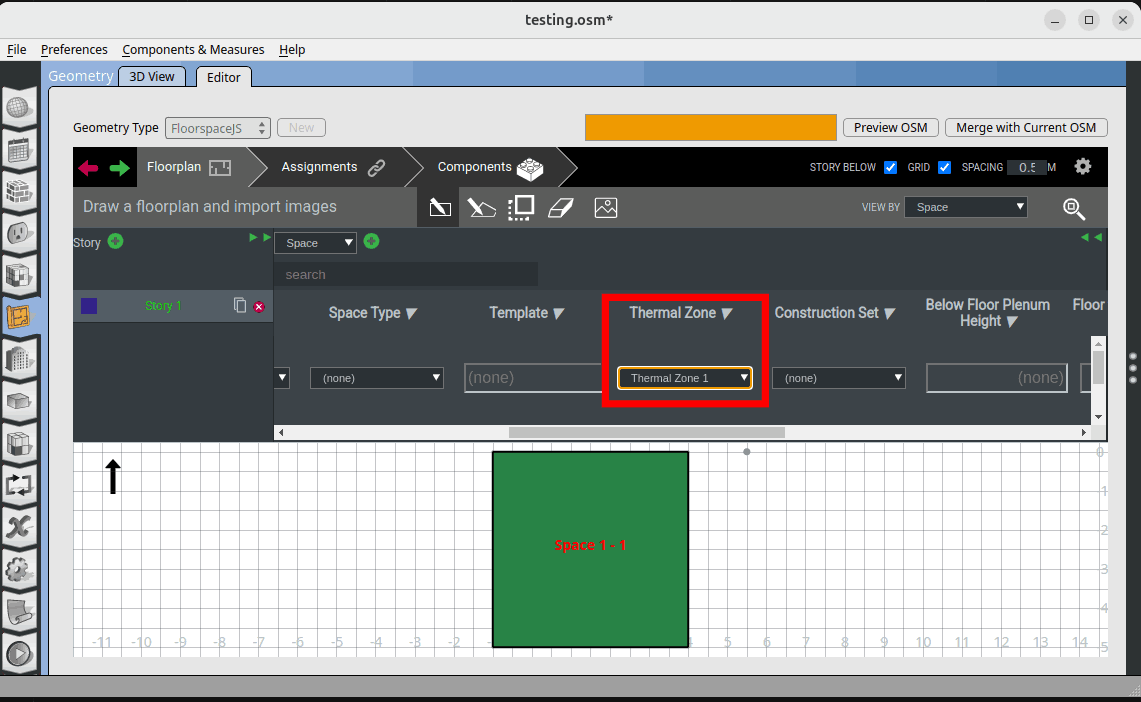 testing.osm*
File Preferences Components & Measures Help
Geometry 3D View Editor
Geometry Type FloorspaceJS New Preview OSM Merge with Current OSM
Floorplan Assignments Components STORY BELOW GRID SPACING 0.5 M
Draw a floorplan and import images VIEW BY Space
Story Space
search
Story 1
Space Type Template Thermal Zone Construction Set Below Floor Plenum Height Floor
(none) (none) Thermal Zone 1 (none) (none)
0
1
2
Space 1 - 1
3
4
-11 -10 -9 -8 -7 -6 -5 -4 -3 -2 4 5 6 7 8 9 10 11 12 13 14
5